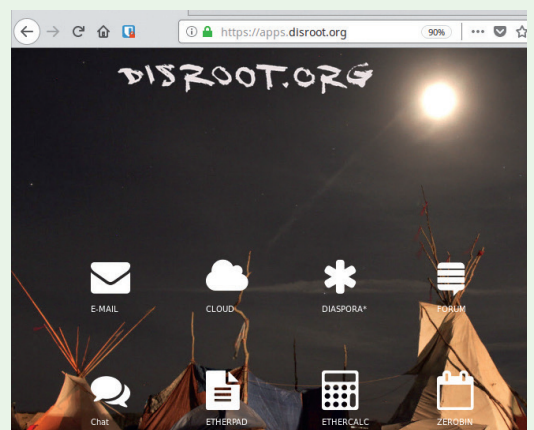 https://apps.disroot.org
90%
DISROOT.ORG
E-MAIL
CLOUD
DIASPORA*
FORUM
Chat
ETHERPAD
ETHERCALC
ZEROBIN